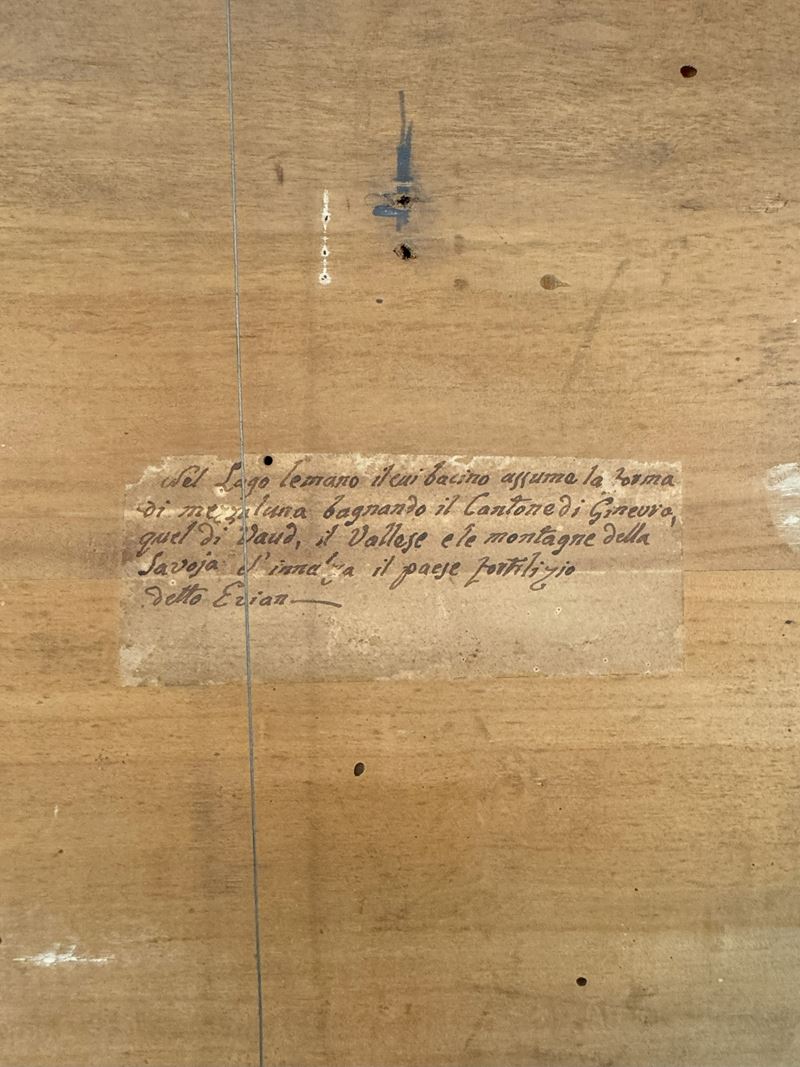 Nel Lago lemano il cui bacino assume la forma
di mezzaluna bagnando il Cantone di Ginevra,
quel di Vaud, il Vallese e le montagne della
Savoja s'innalza il paese fortilizio
detto Evian